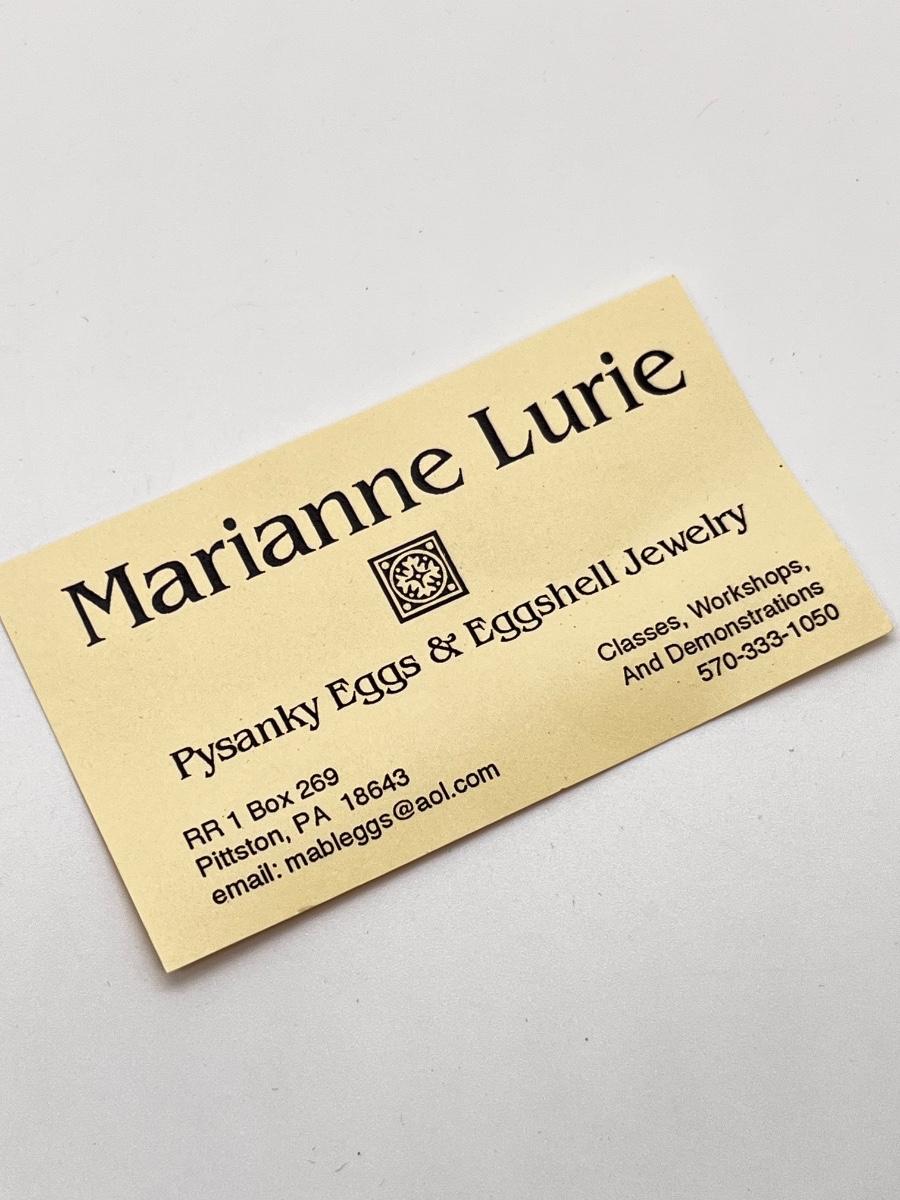 Marianne Lurie
Pysanky Eggs & Eggshell Jewelry
Classes, Workshops,
And Demonstrations
570-333-1050
RR 1 Box 269
Pittston, PA 18643
email: mableggs@aol.com